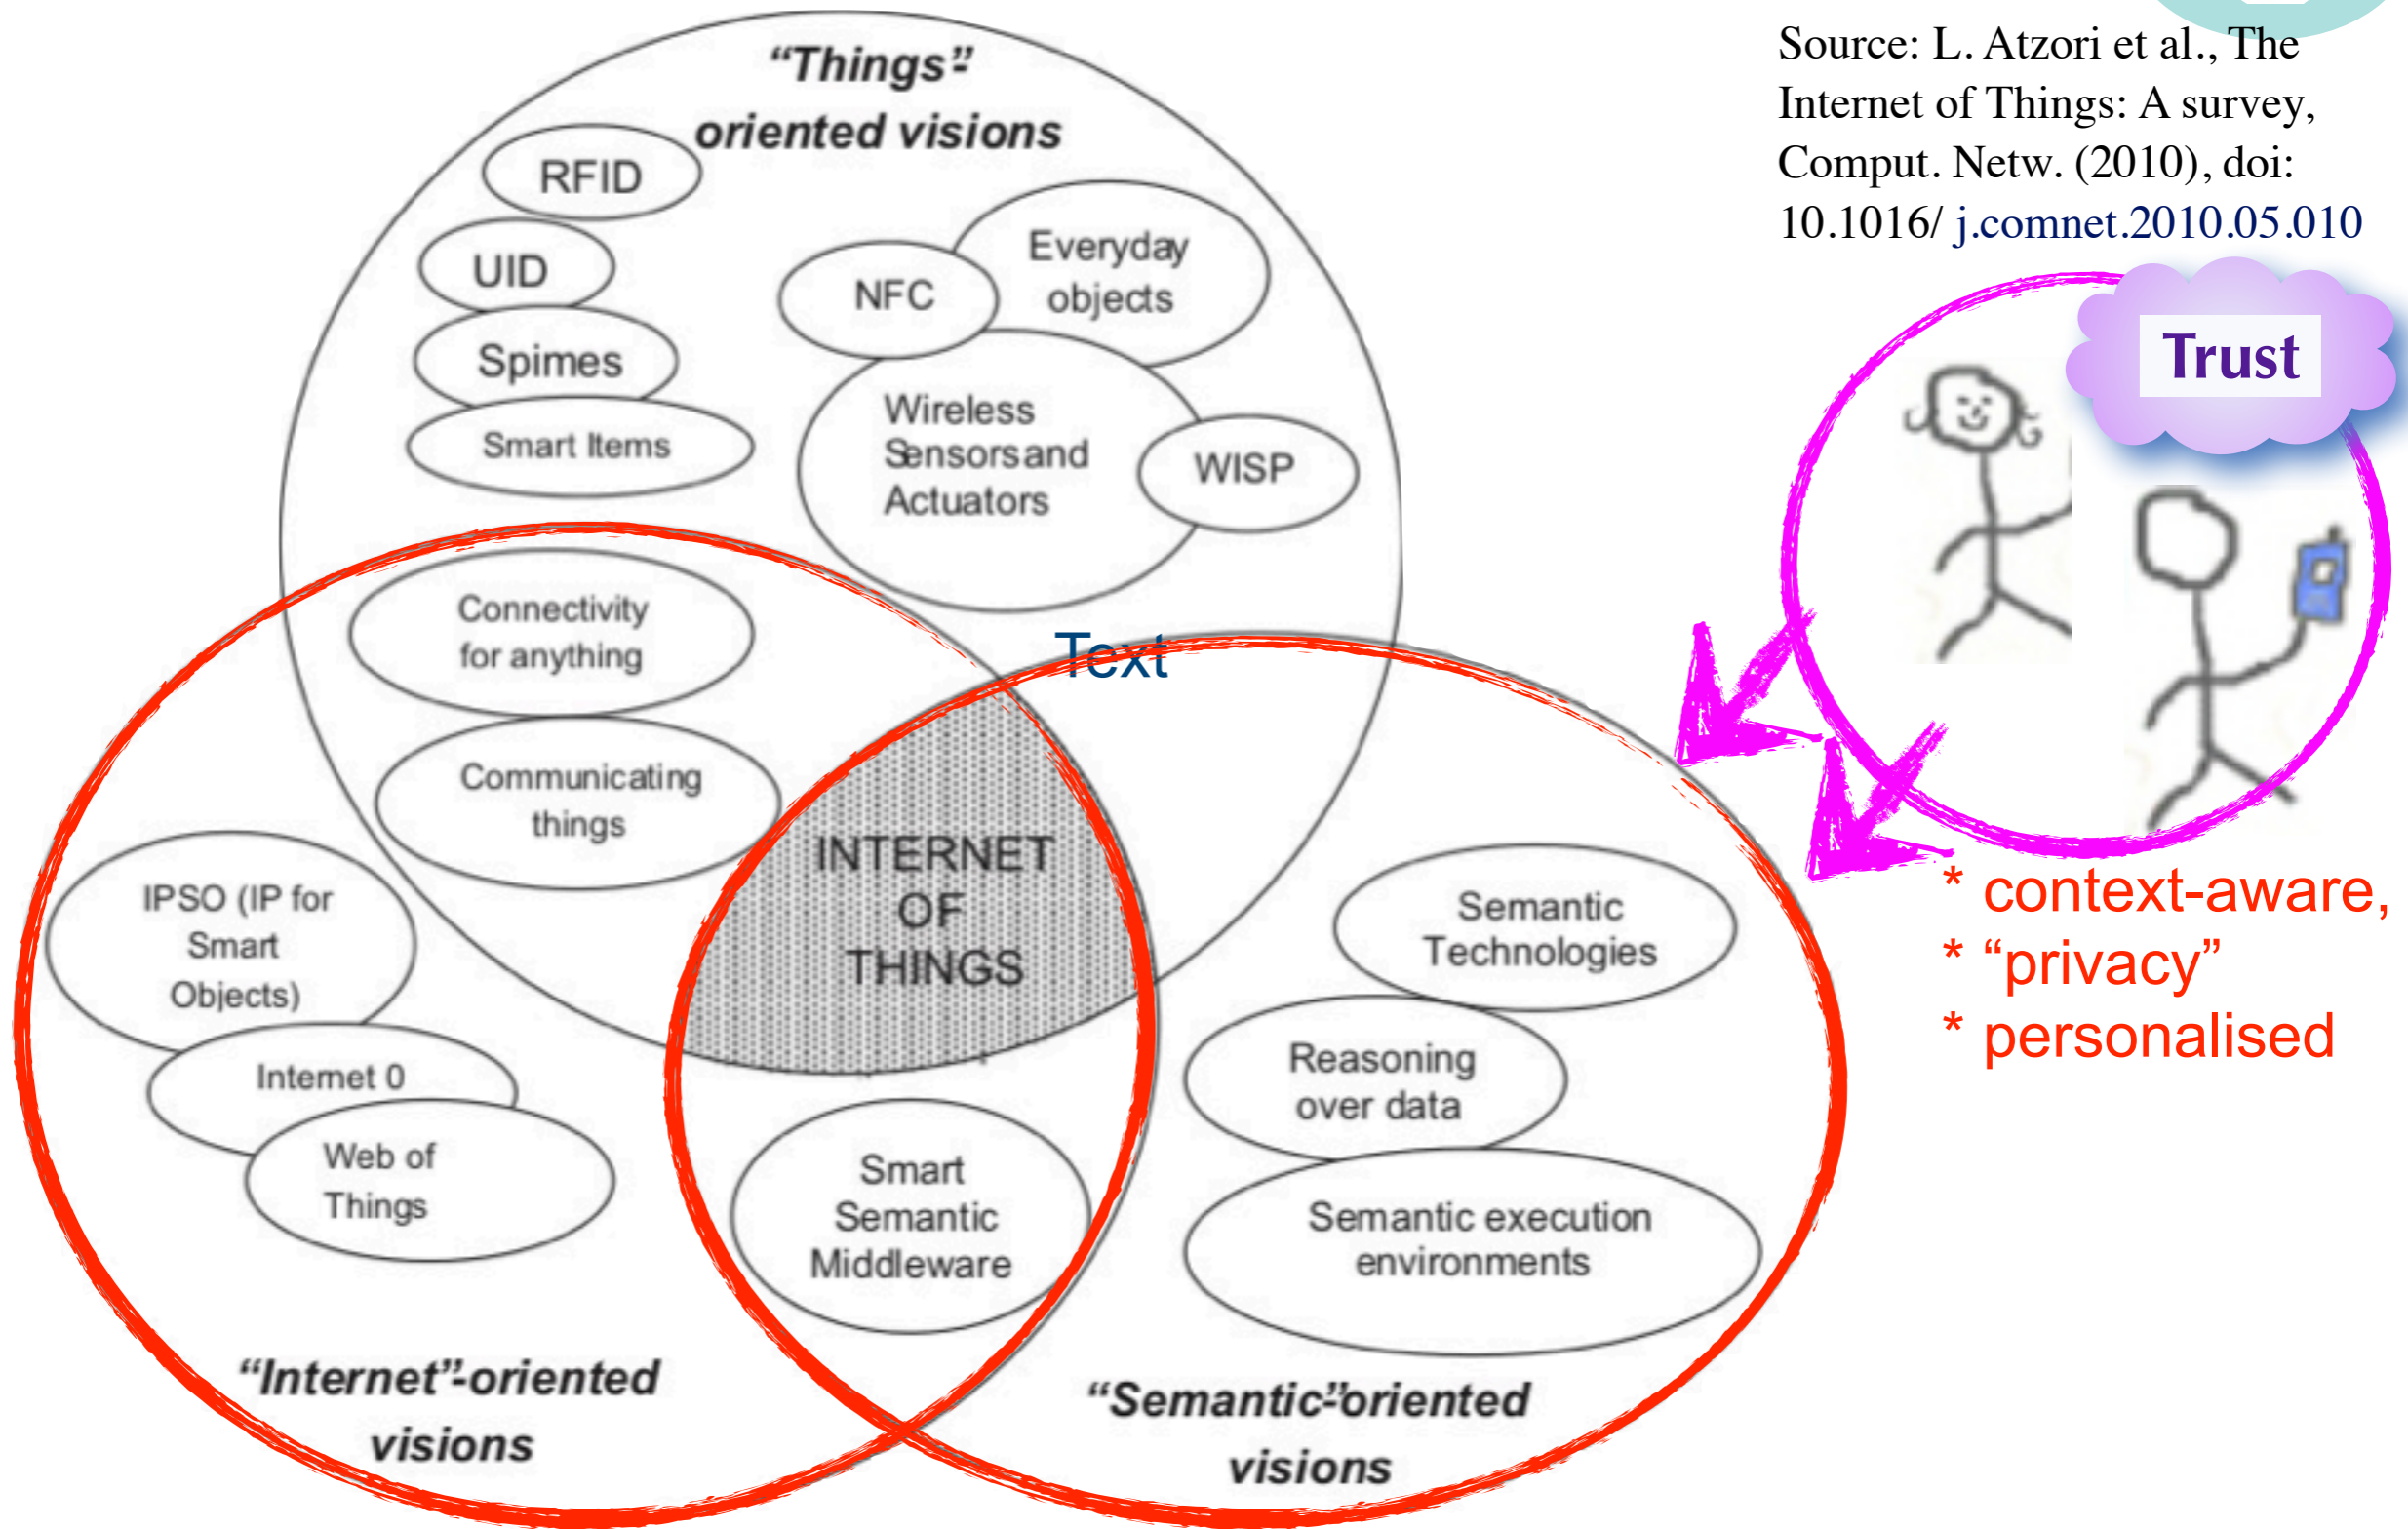 “Things”-
oriented visions
RFID
UID
Spimes
Smart Items
NFC
Everyday
objects
Wireless
Sensors and
Actuators
WISP
Connectivity
for anything
Communicating
things
Text
INTERNET
OF
THINGS
IPSO (IP for
Smart
Objects)
Internet 0
Web of
Things
Smart
Semantic
Middleware
Semantic
Technologies
Reasoning
over data
Semantic execution
environments
“Internet”-oriented
visions
“Semantic”-oriented
visions
Source: L. Atzori et al., The
Internet of Things: A survey,
Comput. Netw. (2010), doi:
10.1016/ j.comnet.2010.05.010
Trust
* context-aware,
* “privacy”
* personalised